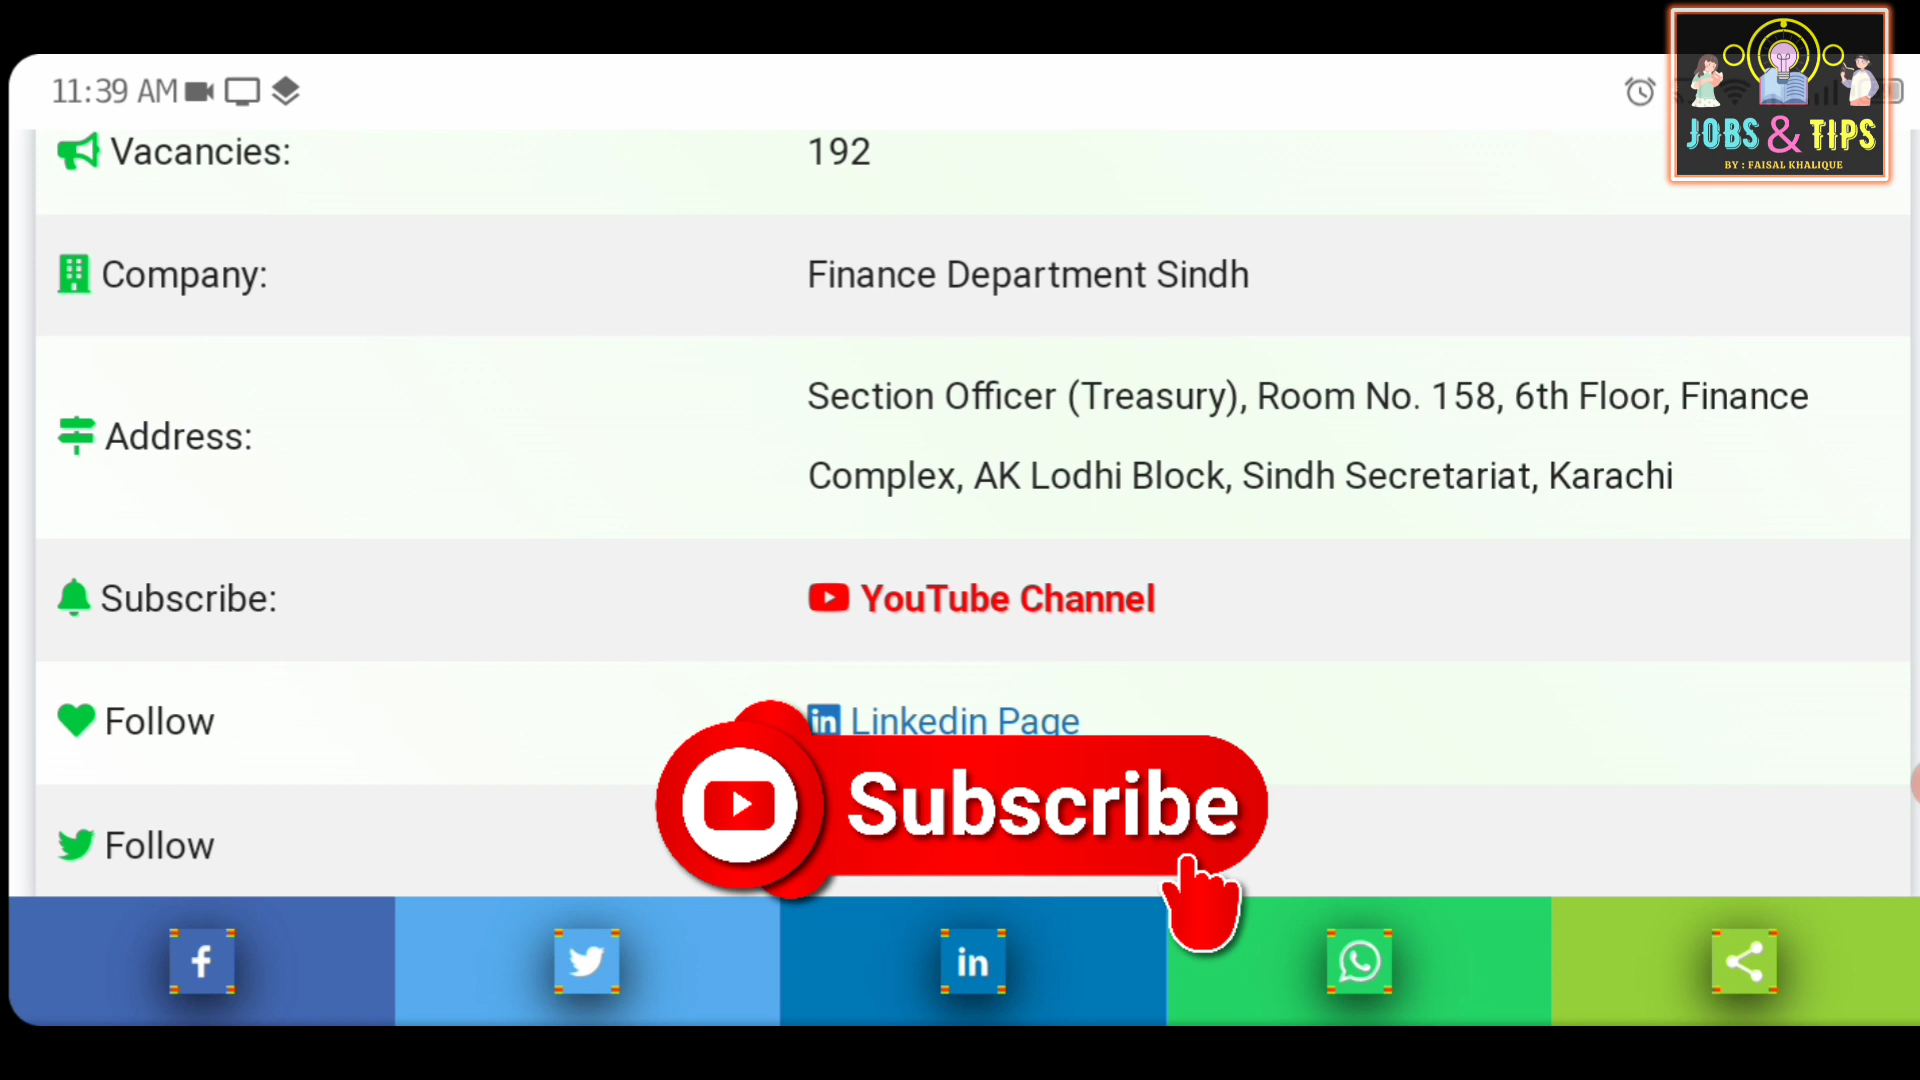 11:39 AM
JOBS & TIPS
BY : FAISAL KHALIQUE
Vacancies: 192
Company: Finance Department Sindh
Address: Section Officer (Treasury), Room No. 158, 6th Floor, Finance
Complex, AK Lodhi Block, Sindh Secretariat, Karachi
Subscribe: YouTube Channel
Follow in Linkedin Page
Subscribe
Follow
f
in